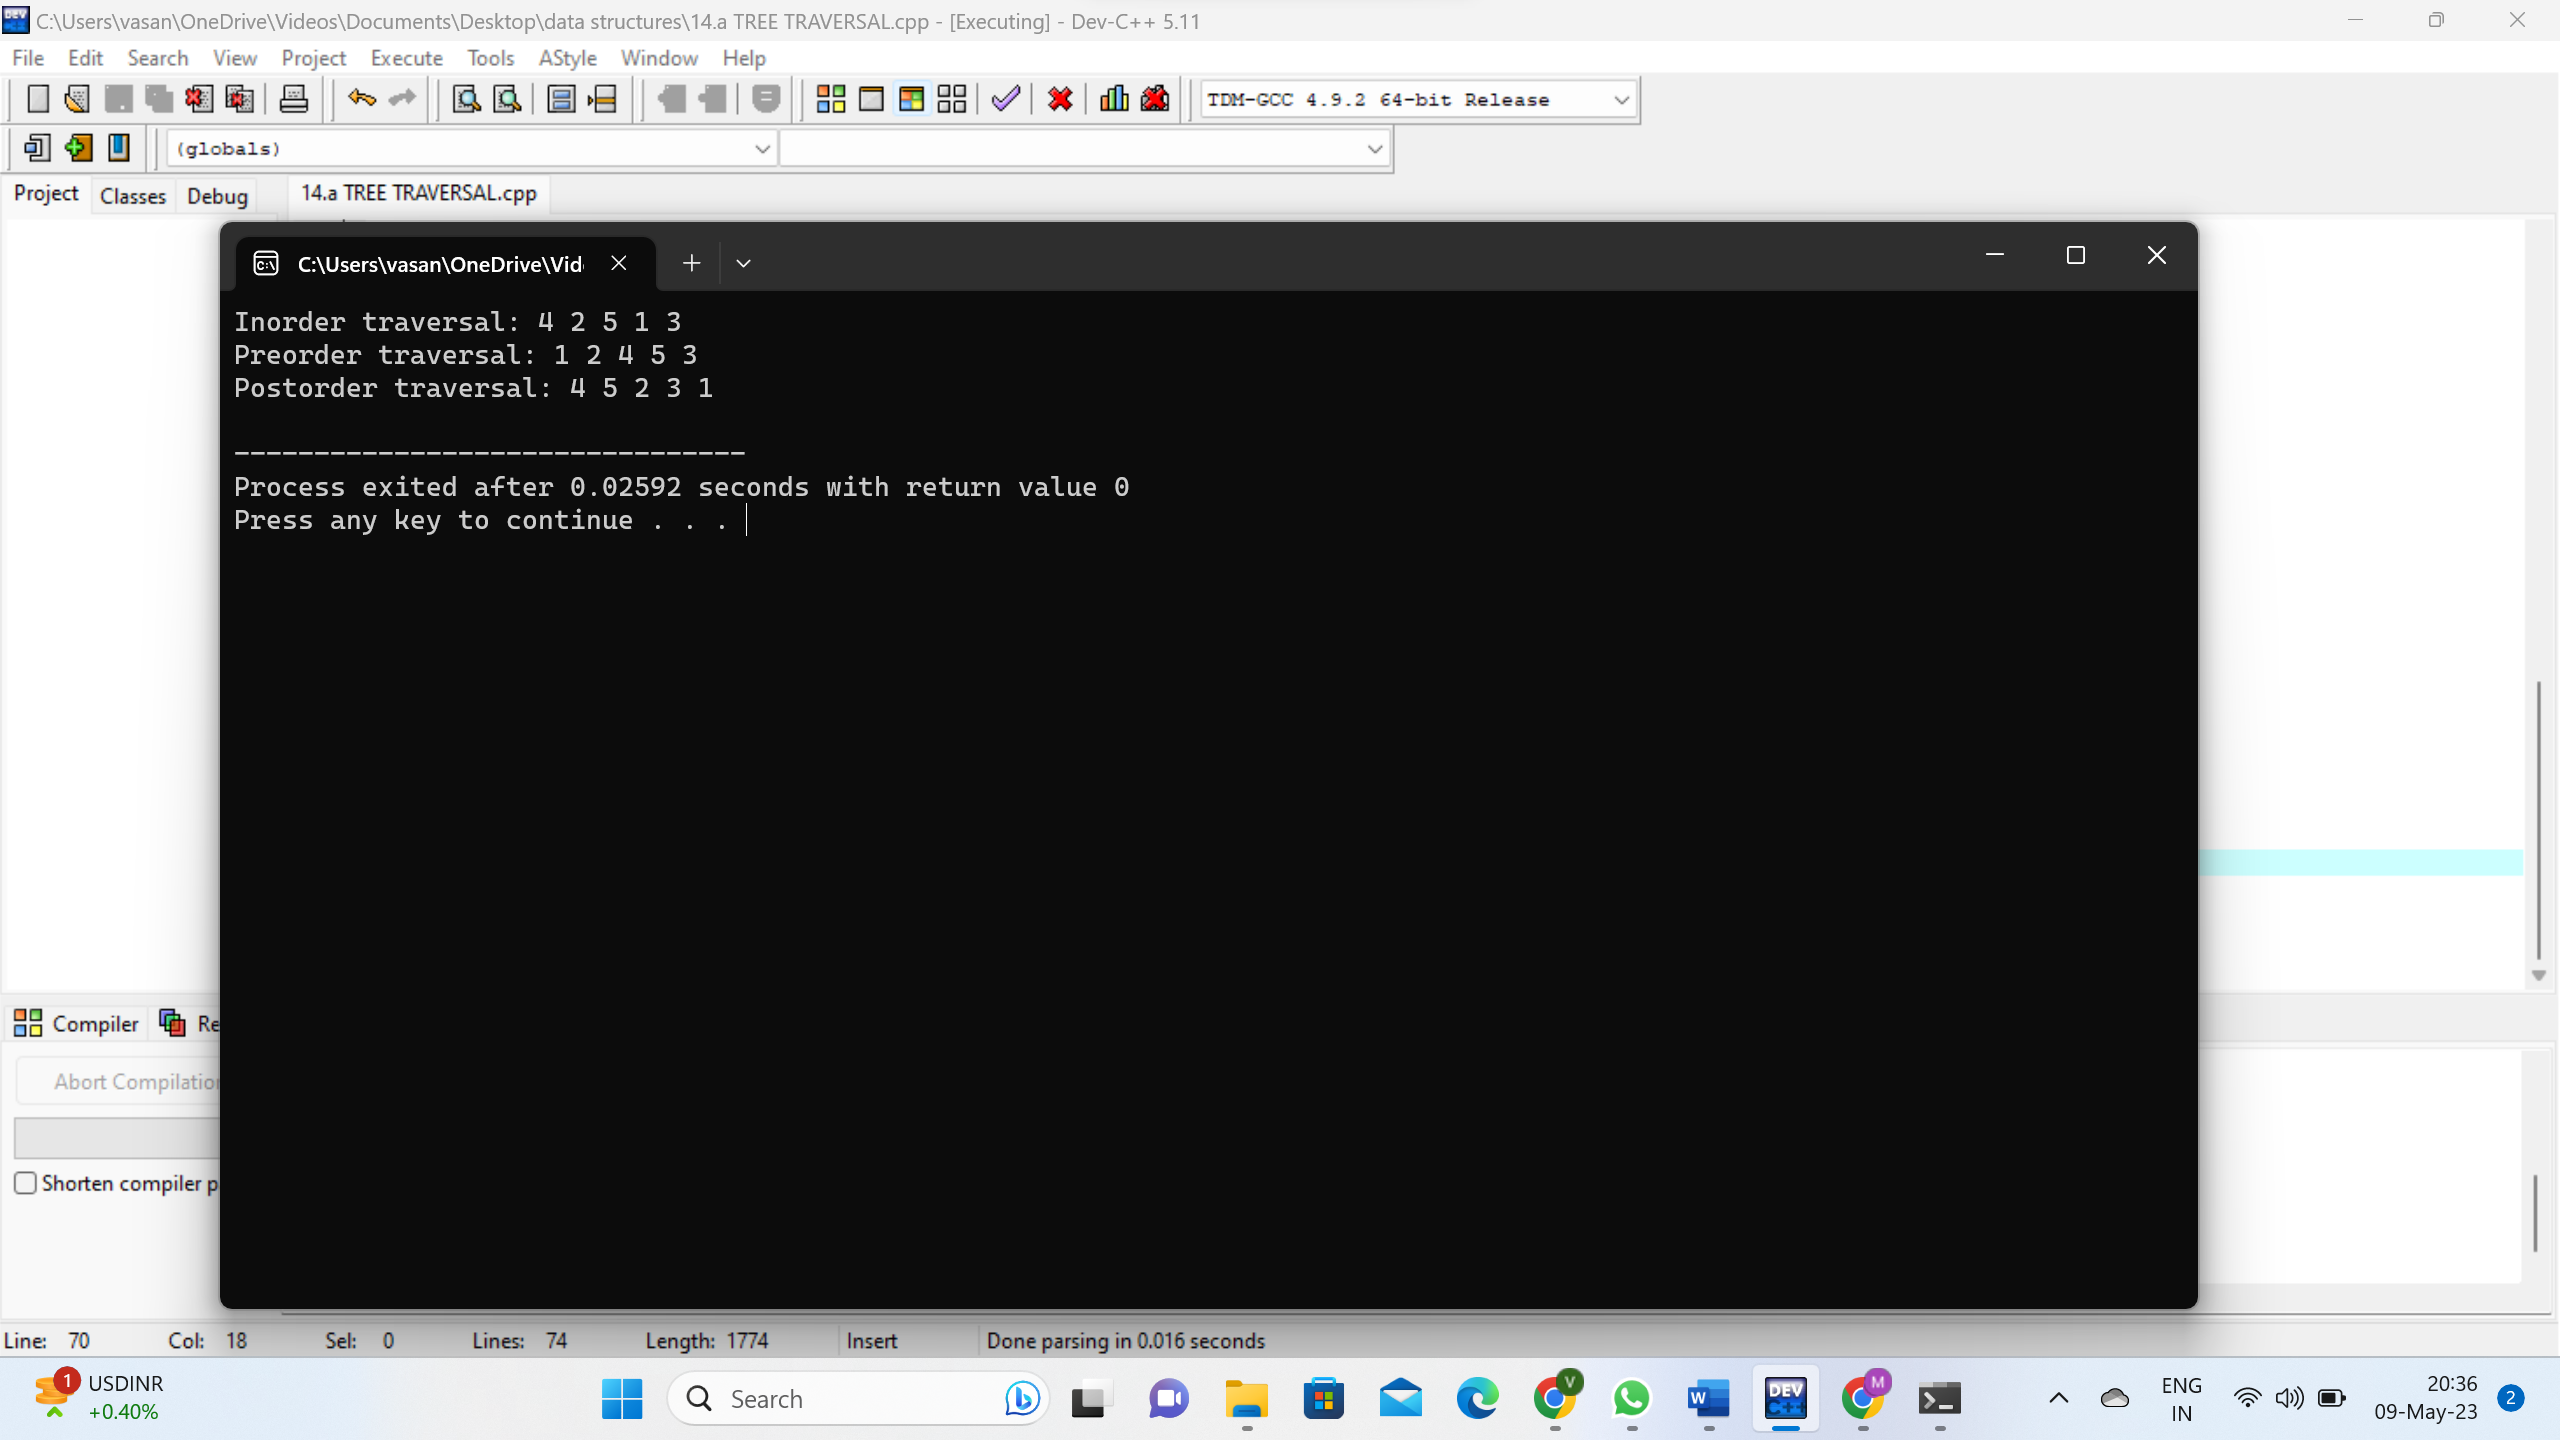 C:\Users\vasan\OneDrive\Videos\Documents\Desktop\data structures\14.a TREE TRAVERSAL.cpp - [Executing] - Dev-C++ 5.11
File Edit Search View Project Execute Tools AStyle Window Help
TDM-GCC 4.9.2 64-bit Release
(globals)
Project Classes Debug 14.a TREE TRAVERSAL.cpp
C:\Users\vasan\OneDrive\Vid
Inorder traversal: 4 2 5 1 3
Preorder traversal: 1 2 4 5 3
Postorder traversal: 4 5 2 3 1
--------------------------------
Process exited after 0.02592 seconds with return value 0
Press any key to continue . . .
Compiler Re
Abort Compilation
Shorten compiler p
Line: 70 Col: 18 Sel: 0 Lines: 74 Length: 1774 Insert Done parsing in 0.016 seconds
1 USDINR
+0.40%
Search
V
W
DEV
C++
M
ENG
IN
20:36
09-May-23
2